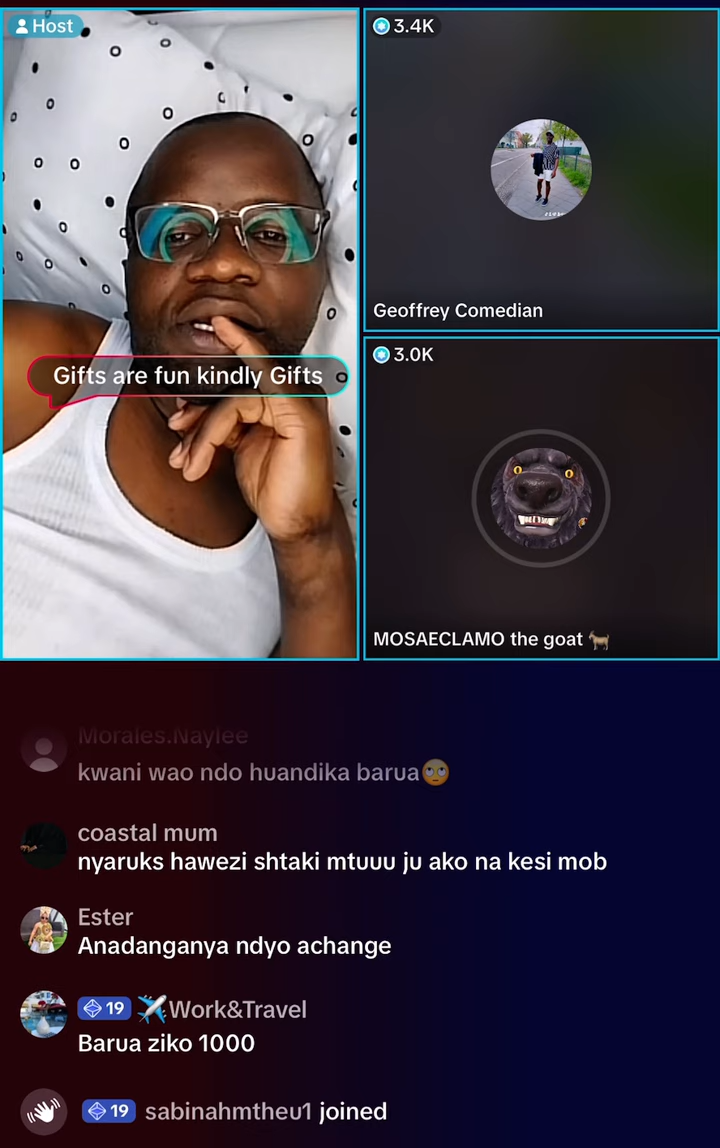 Host
Gifts are fun kindly Gifts
3.4K
Geoffrey Comedian
3.0K
MOSAECLAMO the goat 🐐
Morales.Naylee
kwani wao ndo huandika barua🙄
coastal mum
nyaruks hawezi shtaki mtuuu ju ako na kesi mob
Ester
Anadanganya ndyo achange
19 ✈️Work&Travel
Barua ziko 1000
19 sabinahmtheu1 joined